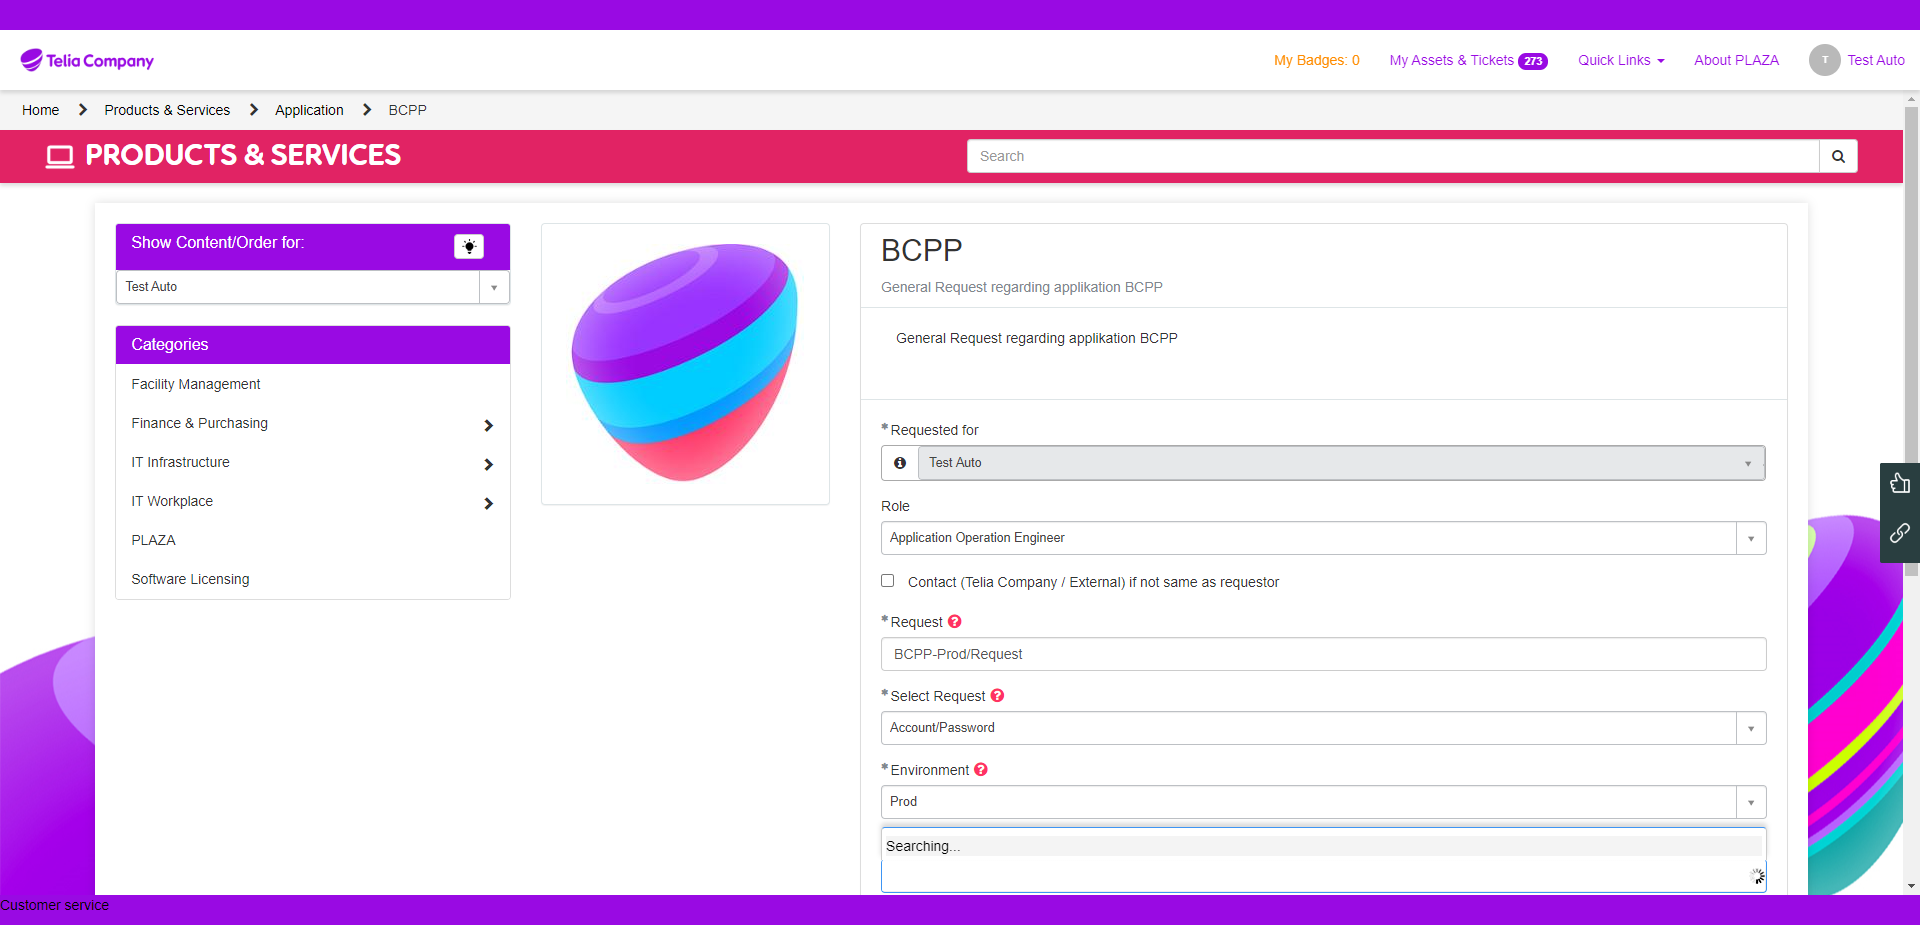 Telia Company
My Badges: 0
My Assets & Tickets 273
Quick Links
About PLAZA
T
Test Auto
Home
Products & Services
Application
BCPP
PRODUCTS & SERVICES
Search
Show Content/Order for:
Test Auto
Categories
Facility Management
Finance & Purchasing
IT Infrastructure
IT Workplace
PLAZA
Software Licensing
BCPP
General Request regarding applikation BCPP
General Request regarding applikation BCPP
*Requested for
Test Auto
Role
Application Operation Engineer
Contact (Telia Company / External) if not same as requestor
*Request
BCPP-Prod/Request
*Select Request
Account/Password
*Environment
Prod
Searching...
Customer service